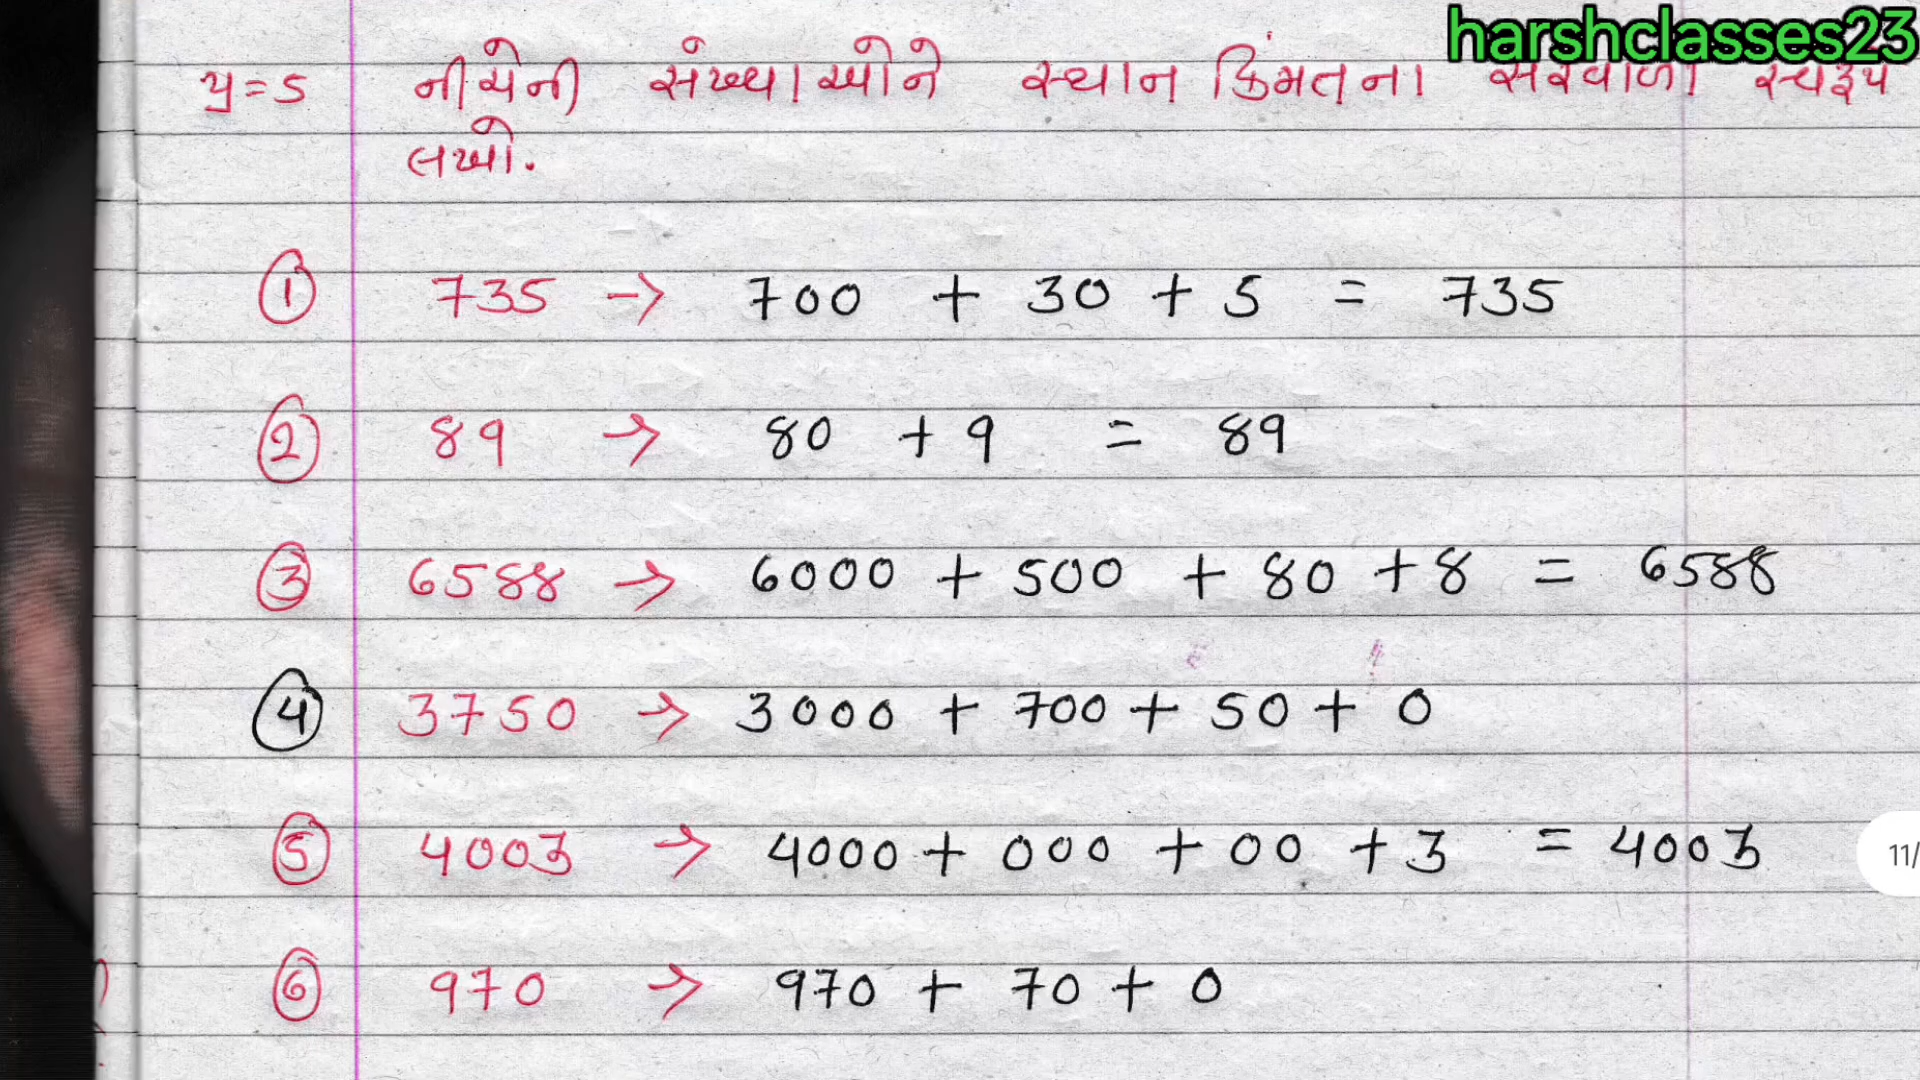 harshclasses23
પ્ર=5 નીચેની સંખ્યાઓને સ્થાન કિંમતના સરવાળા સ્વરૂપ
લખો.
① 735 → 700 + 30 + 5 = 735
② 89 → 80 + 9 = 89
③ 6588 → 6000 + 500 + 80 + 8 = 6588
④ 3750 → 3000 + 700 + 50 + 0
⑤ 4003 → 4000 + 000 + 00 + 3 = 4003
11/
⑥ 970 → 970 + 70 + 0